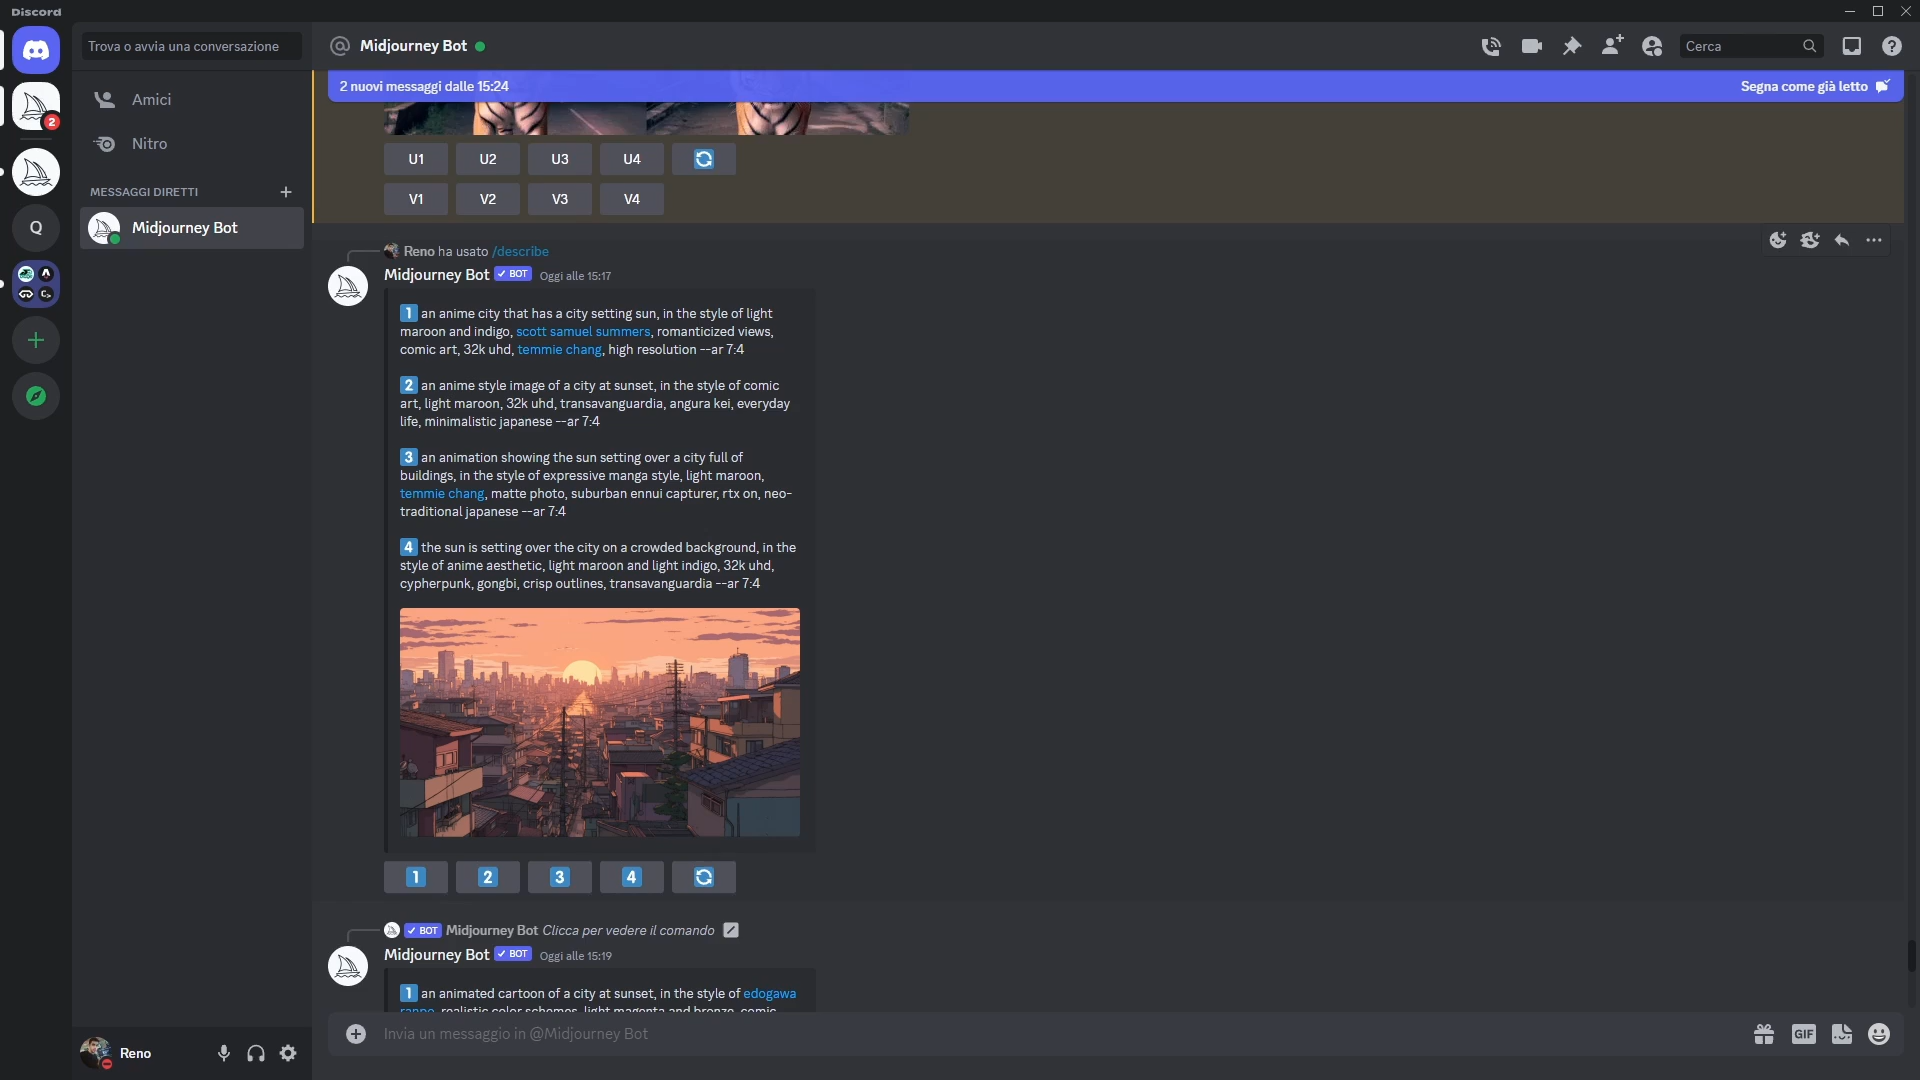 Discord
Trova o avvia una conversazione
Midjourney Bot
Cerca
2 nuovi messaggi dalle 15:24
Segna come già letto
2
Amici
Nitro
MESSAGGI DIRETTI
Midjourney Bot
Q
U1 U2 U3 U4
V1 V2 V3 V4
Reno ha usato /describe
Midjourney Bot ✓ BOT Oggi alle 15:17
1 an anime city that has a city setting sun, in the style of light
maroon and indigo, scott samuel summers, romanticized views,
comic art, 32k uhd, temmie chang, high resolution --ar 7:4
2 an anime style image of a city at sunset, in the style of comic
art, light maroon, 32k uhd, transavanguardia, angura kei, everyday
life, minimalistic japanese --ar 7:4
3 an animation showing the sun setting over a city full of
buildings, in the style of expressive manga style, light maroon,
temmie chang, matte photo, suburban ennui capturer, rtx on, neo-
traditional japanese --ar 7:4
4 the sun is setting over the city on a crowded background, in the
style of anime aesthetic, light maroon and light indigo, 32k uhd,
cypherpunk, gongbi, crisp outlines, transavanguardia --ar 7:4
1 2 3 4
✓ BOT Midjourney Bot Clicca per vedere il comando
Midjourney Bot ✓ BOT Oggi alle 15:19
1 an animated cartoon of a city at sunset, in the style of edogawa
ranpo, realistic color schemes, light magenta and bronze, comic
Invia un messaggio in @Midjourney Bot
GIF
Reno